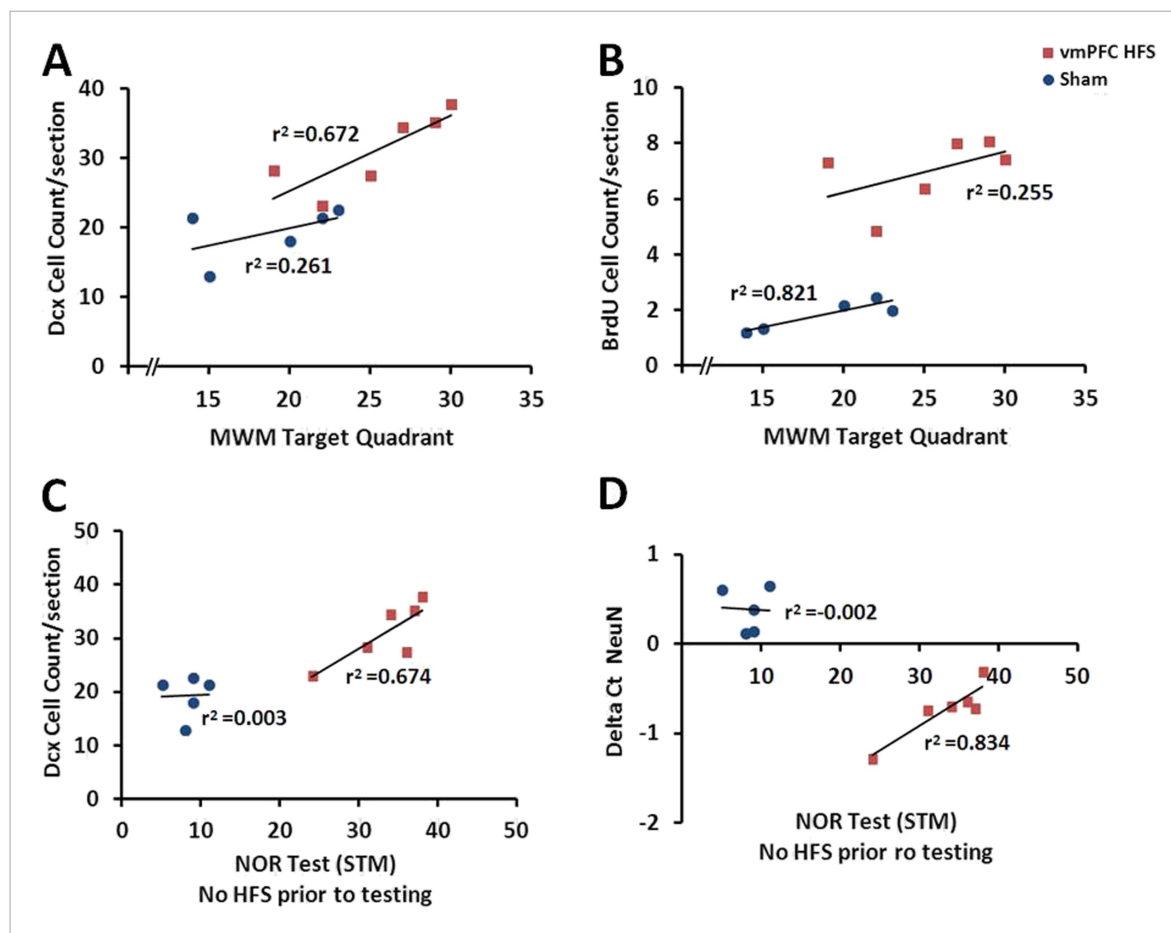 A
B
vmPFC HFS
Sham
Dcx Cell Count/section
40
30
20
10
0
r² =0.672
r² =0.261
15 20 25 30 35
MWM Target Quadrant
BrdU Cell Count/section
10
8
6
4
2
0
r² =0.255
r² =0.821
15 20 25 30 35
MWM Target Quadrant
C
D
Dcx Cell Count/section
50
40
30
20
10
0
r² =0.674
r² =0.003
0 10 20 30 40 50
NOR Test (STM)
No HFS prior to testing
Delta Ct NeuN
1
0
-1
-2
r² =-0.002
10 20 30 40 50
r² =0.834
NOR Test (STM)
No HFS prior ro testing